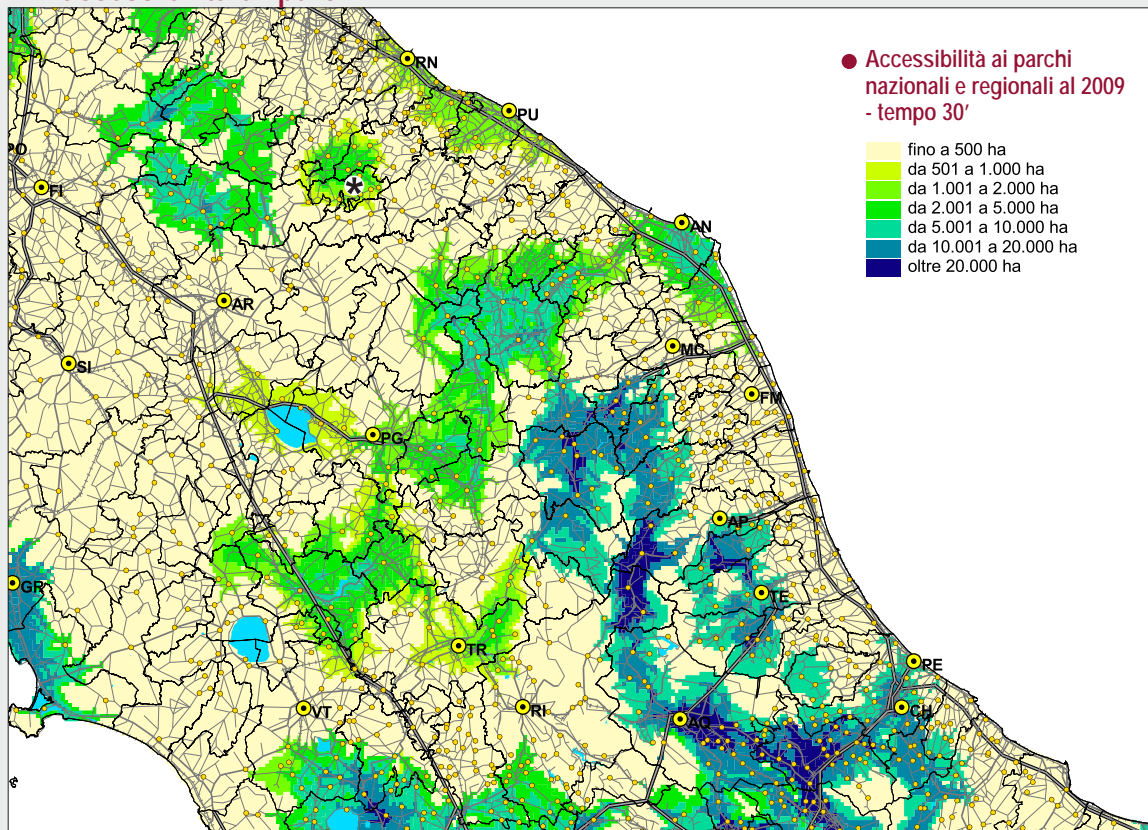 ● Accessibilità ai parchi
nazionali e regionali al 2009
- tempo 30'
fino a 500 ha
da 501 a 1.000 ha
da 1.001 a 2.000 ha
da 2.001 a 5.000 ha
da 5.001 a 10.000 ha
da 10.001 a 20.000 ha
oltre 20.000 ha
RN
PU
PO
FI
*
AN
AR
MC
SI
FM
PG
AP
GR
TE
TR
PE
VT
RI
CH
AQ